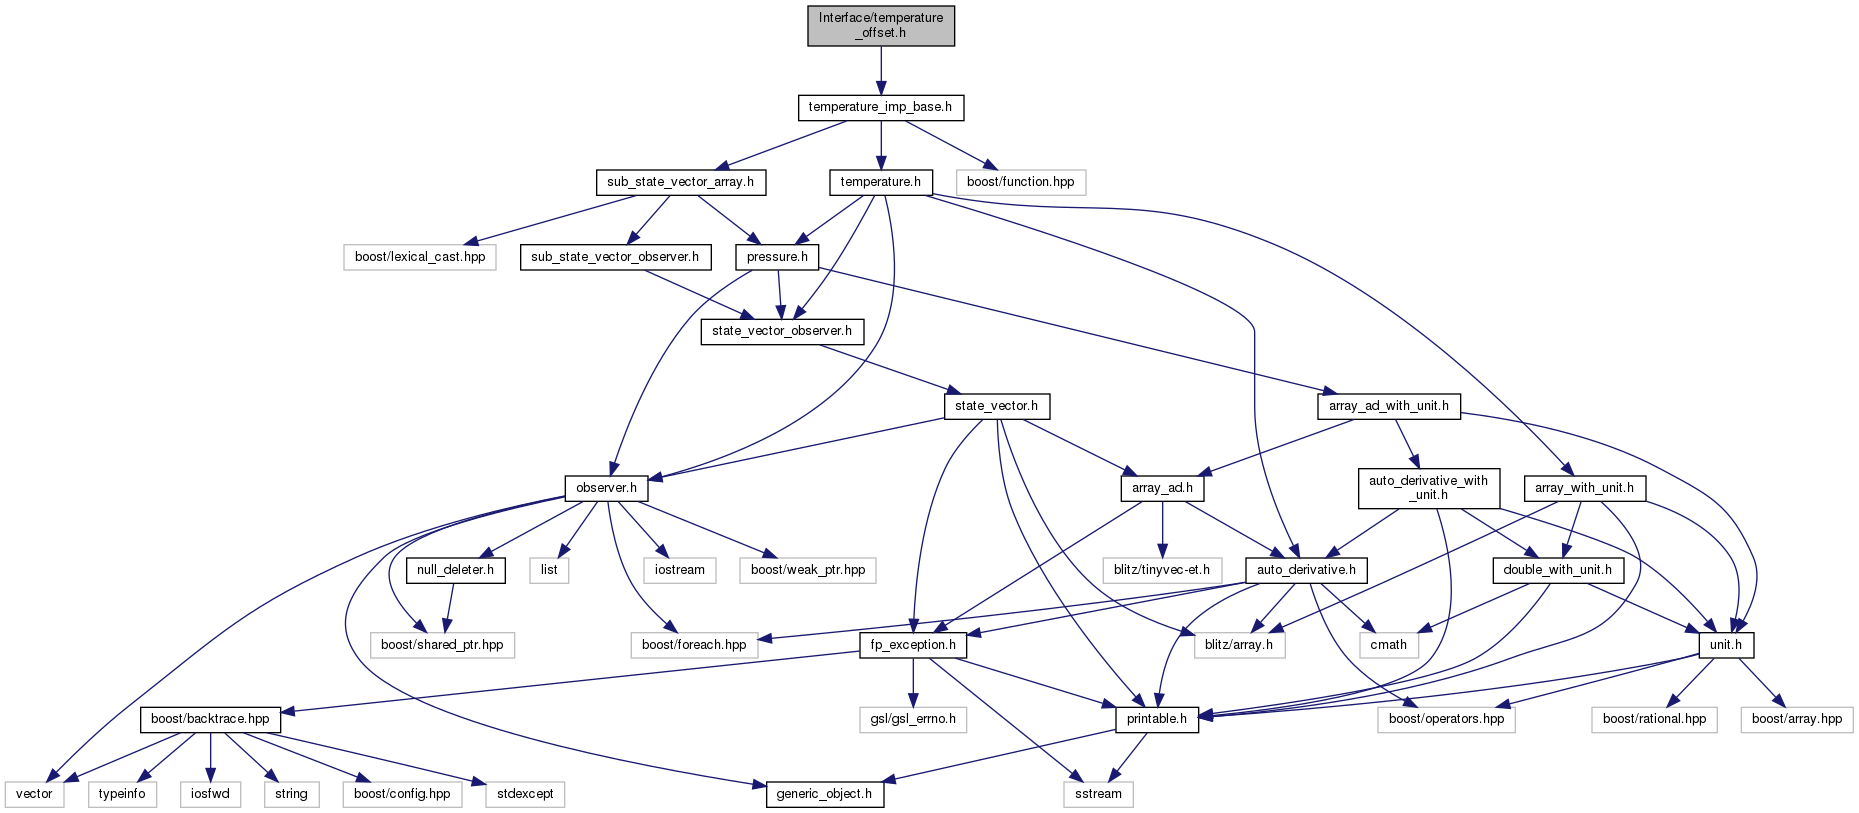 Interface/temperature
_offset.h
temperature_imp_base.h
sub_state_vector_array.h
temperature.h
boost/function.hpp
boost/lexical_cast.hpp
sub_state_vector_observer.h
pressure.h
state_vector_observer.h
state_vector.h
array_ad_with_unit.h
observer.h
array_ad.h
auto_derivative_with
_unit.h
array_with_unit.h
null_deleter.h
list
iostream
boost/weak_ptr.hpp
blitz/tinyvec-et.h
auto_derivative.h
double_with_unit.h
boost/shared_ptr.hpp
boost/foreach.hpp
fp_exception.h
blitz/array.h
cmath
unit.h
boost/backtrace.hpp
gsl/gsl_errno.h
printable.h
boost/operators.hpp
boost/rational.hpp
boost/array.hpp
vector
typeinfo
iosfwd
string
boost/config.hpp
stdexcept
generic_object.h
sstream